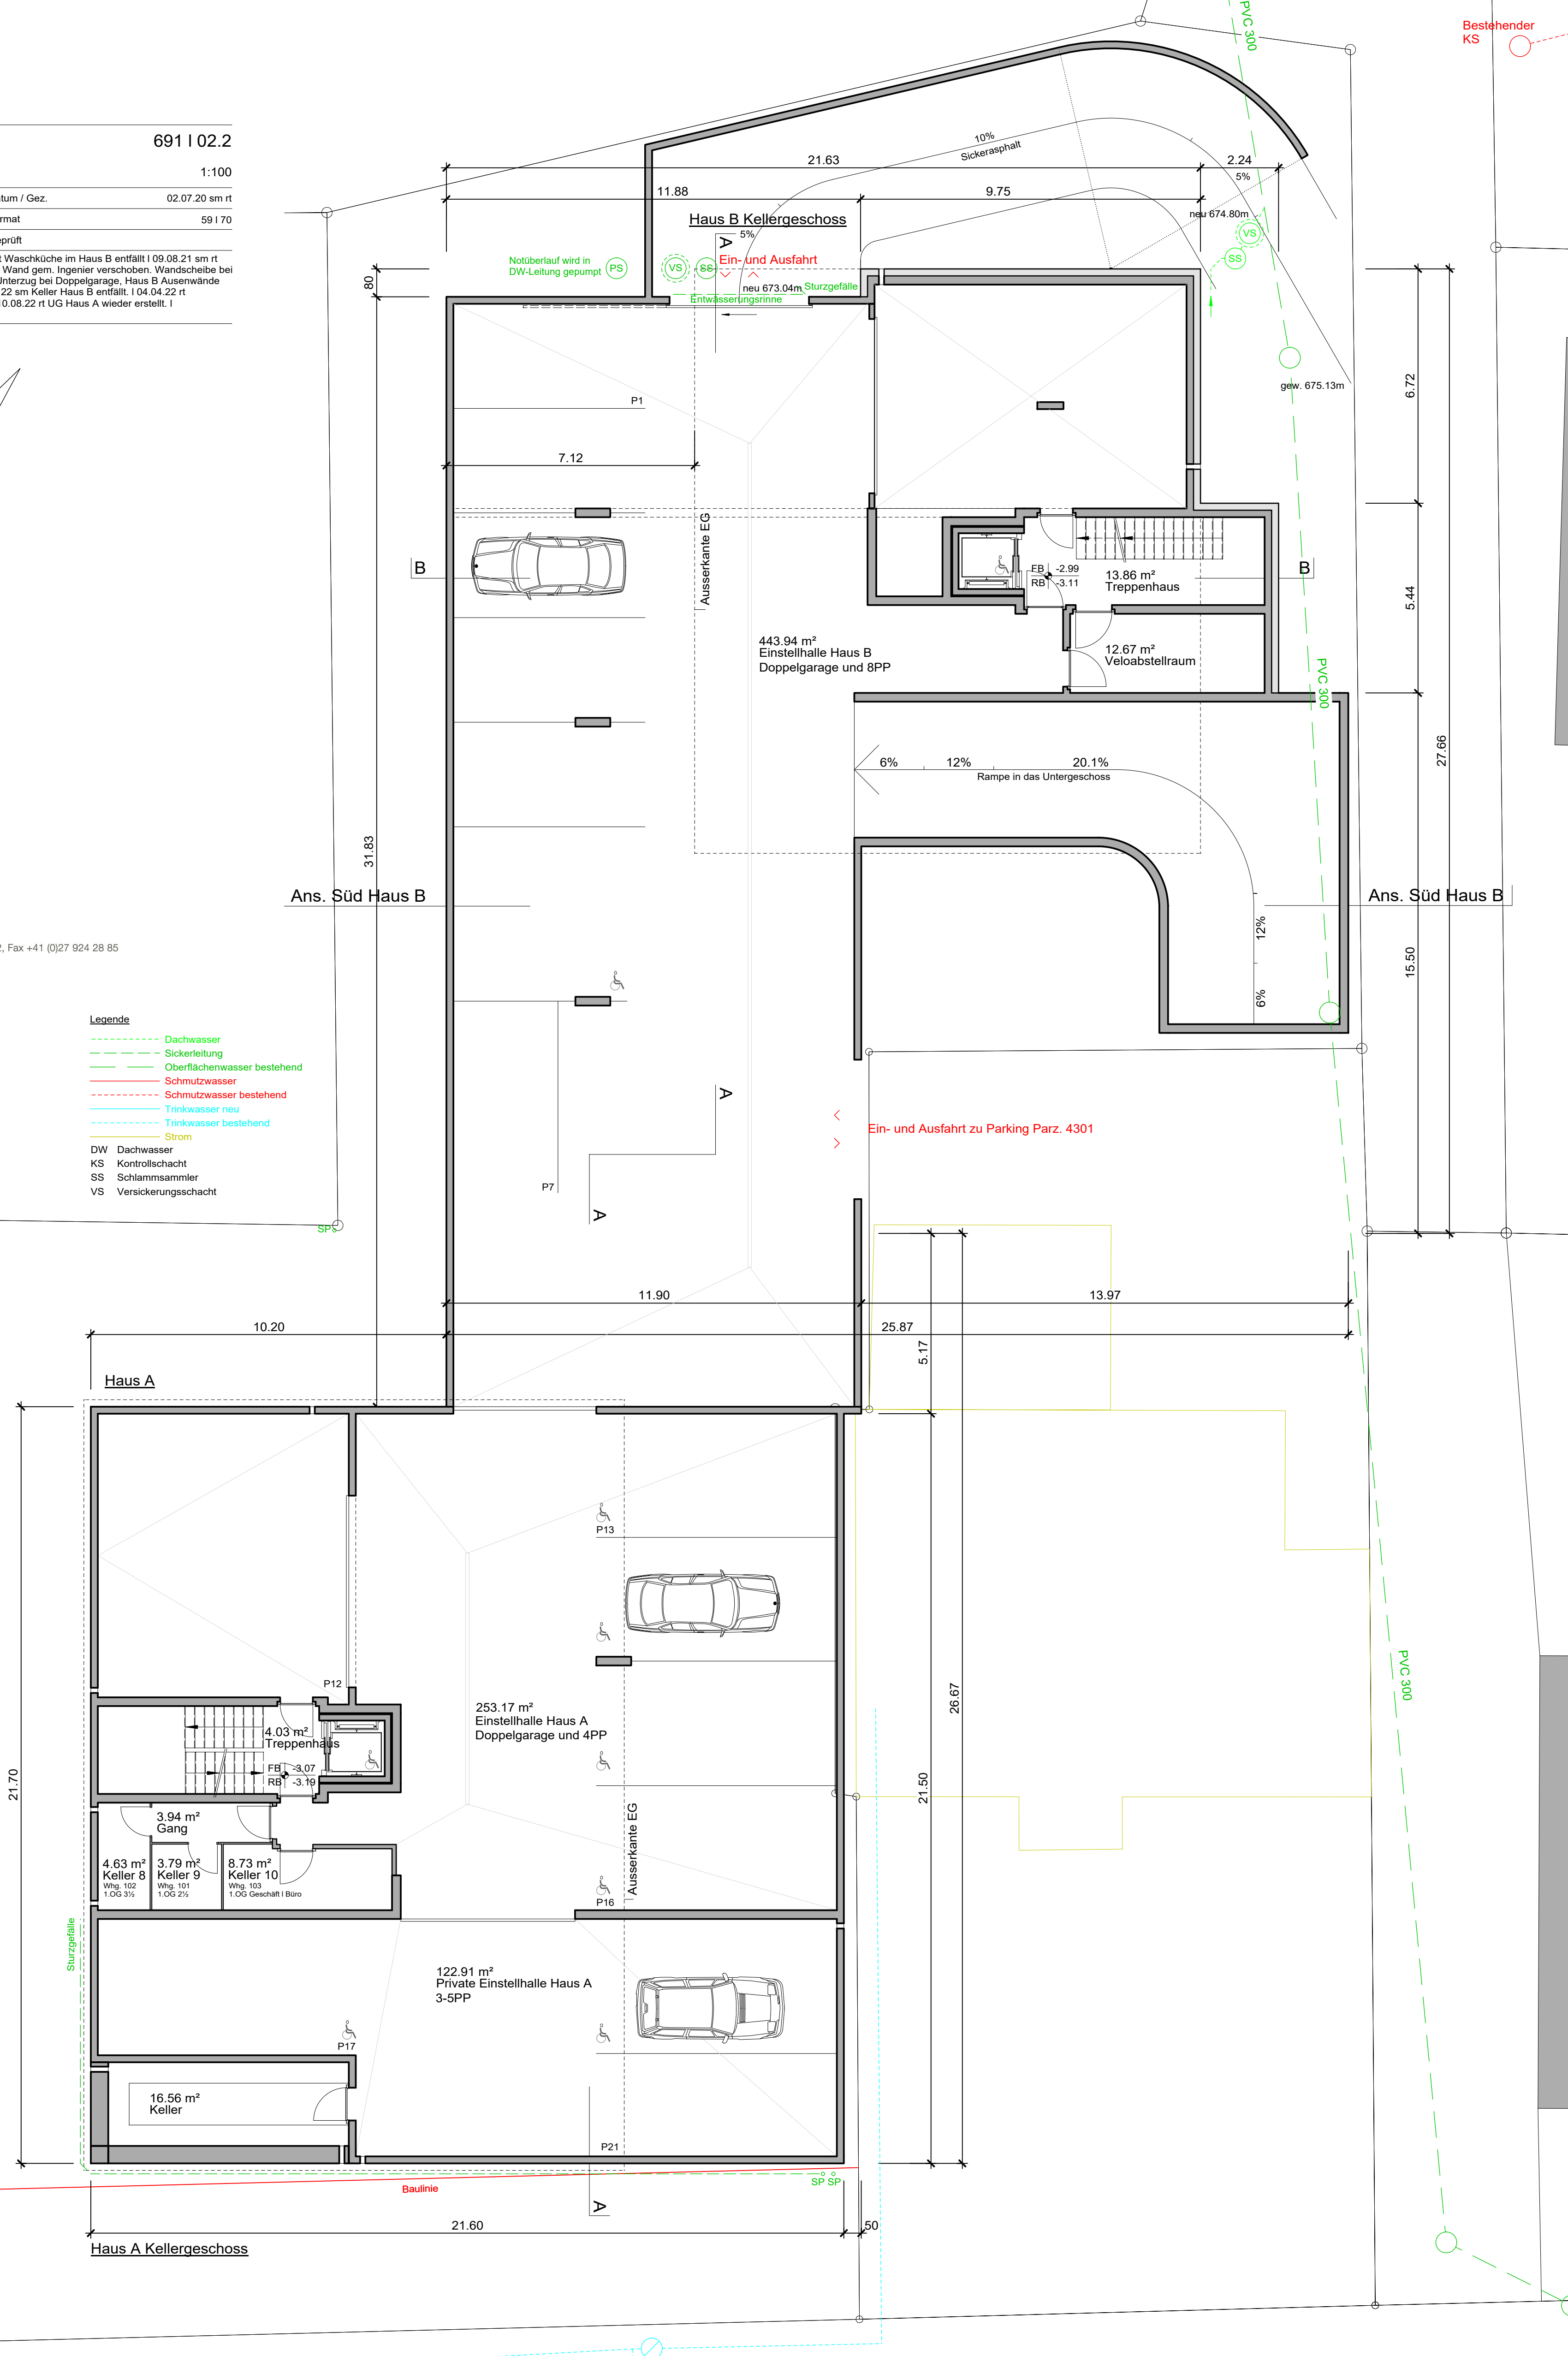 691 I 02.2
1:100
02.07.20 sm rt
59 I 70
Waschküche im Haus B entfällt I 09.08.21 sm rt
Wand gem. Ingenier verschoben. Wandscheibe bei
Unterzug bei Doppelgarage, Haus B Ausenwände
22 sm Keller Haus B entfällt. I 04.04.22 rt
0.08.22 rt UG Haus A wieder erstellt. I
Fax +41 (0)27 924 28 85
Legende
Dachwasser
Sickerleitung
Oberflächenwasser bestehend
Schmutzwasser
Schmutzwasser bestehend
Trinkwasser neu
Trinkwasser bestehend
Strom
DW Dachwasser
KS Kontrollschacht
SS Schlammsammler
VS Versickerungsschacht
Bestehender
KS
PVC 300
10%
Sickerasphalt
21.63
2.24
5%
11.88
9.75
Haus B Kellergeschoss
neu 674.80m
A
5%
VS
SS
Notüberlauf wird in
DW-Leitung gepumpt
PS
VS
SS
Ein- und Ausfahrt
80
neu 673.04m
Sturzgefälle
Entwässerungsrinne
6.72
gew. 675.13m
P1
7.12
Ausserkante EG
B
B
FB -2.99
RB -3.11
13.86 m²
Treppenhaus
5.44
443.94 m²
Einstellhalle Haus B
Doppelgarage und 8PP
12.67 m²
Veloabstellraum
PVC 300
27.66
6%
12%
20.1%
Rampe in das Untergeschoss
31.83
Ans. Süd Haus B
Ans. Süd Haus B
12%
15.50
6%
A
Ein- und Ausfahrt zu Parking Parz. 4301
P7
A
SPs
11.90
13.97
10.20
25.87
5.17
Haus A
P13
PVC 300
P12
26.67
253.17 m²
Einstellhalle Haus A
Doppelgarage und 4PP
4.03 m²
Treppenhaus
FB -3.07
RB -3.19
21.70
21.50
3.94 m²
Gang
Ausserkante EG
4.63 m²
Keller 8
Whg. 102
1.OG 3½
3.79 m²
Keller 9
Whg. 101
1.OG 2½
8.73 m²
Keller 10
Whg. 103
1.OG Geschäft I Büro
P16
Sturzgefälle
122.91 m²
Private Einstellhalle Haus A
3-5PP
P17
16.56 m²
Keller
P21
SP SP
Baulinie
A
21.60
50
Haus A Kellergeschoss